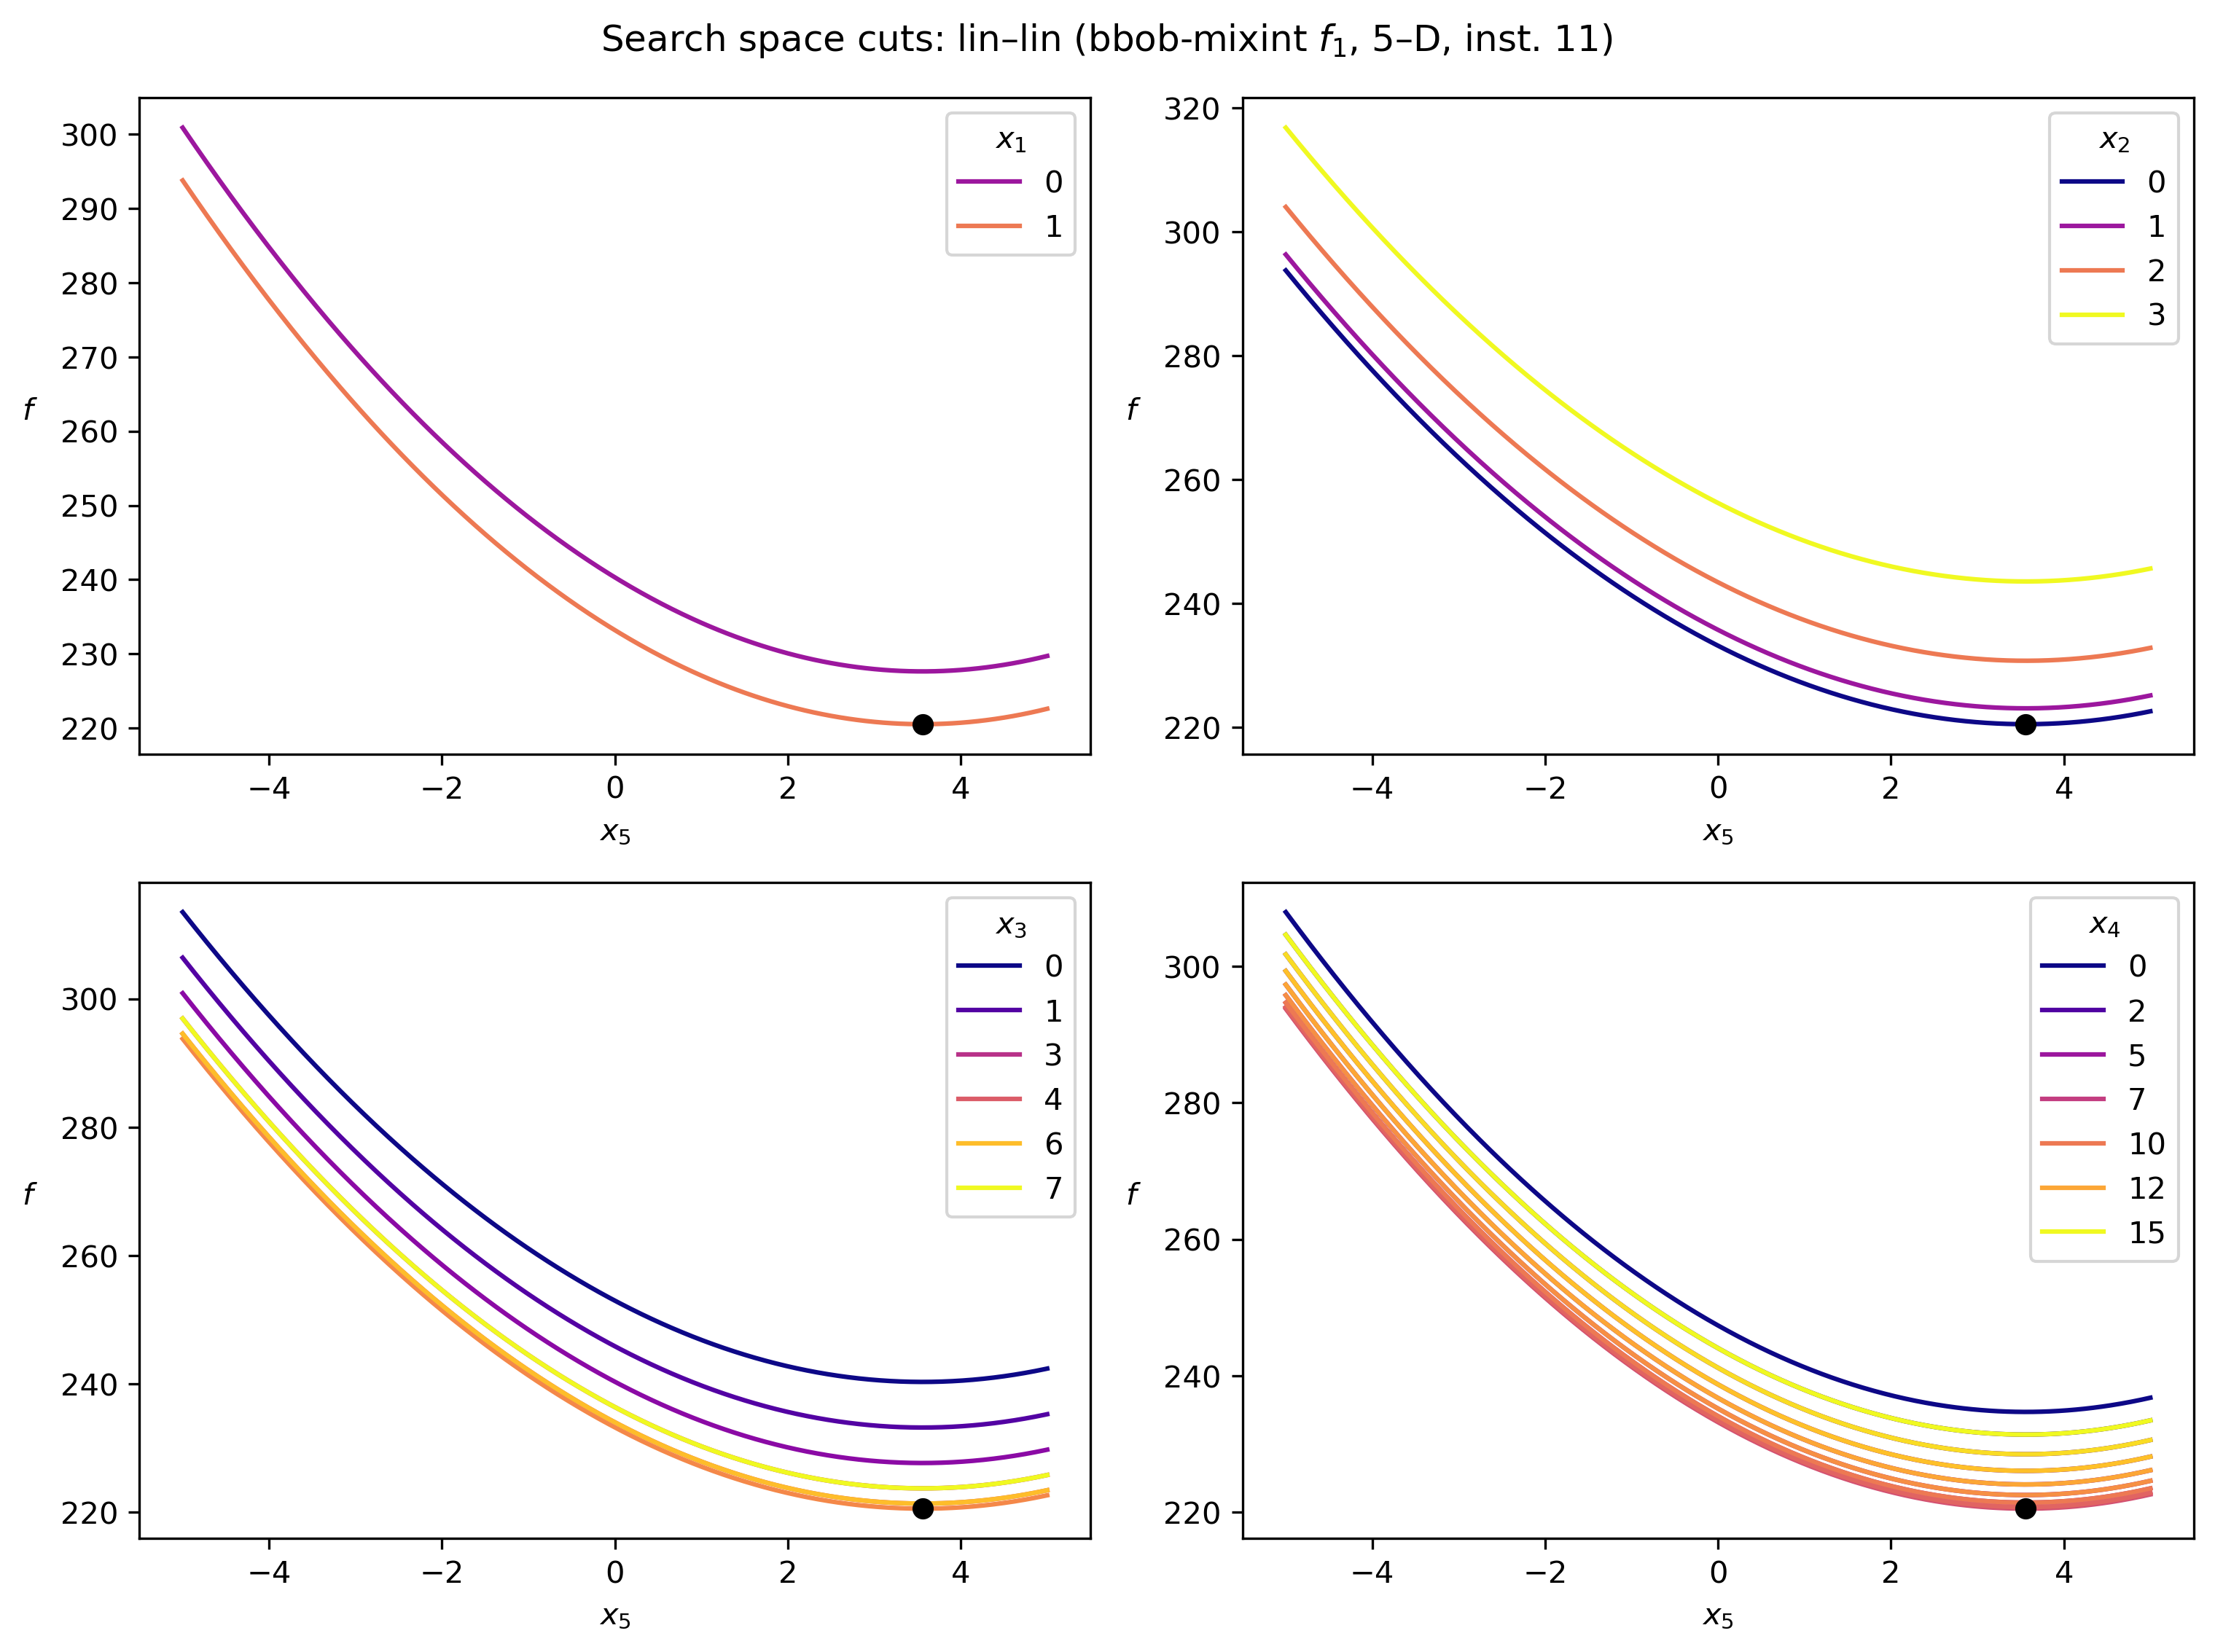 Search space cuts: lin–lin (bbob-mixint f₁, 5–D, inst. 11)
300
290
280
270
260
250
240
230
220
f
−4 −2 0 2 4
x₅
x₁
0
1
320
300
280
260
240
220
f
−4 −2 0 2 4
x₅
x₂
0
1
2
3
300
280
260
240
220
f
−4 −2 0 2 4
x₅
x₃
0
1
3
4
6
7
300
280
260
240
220
f
−4 −2 0 2 4
x₅
x₄
0
2
5
7
10
12
15